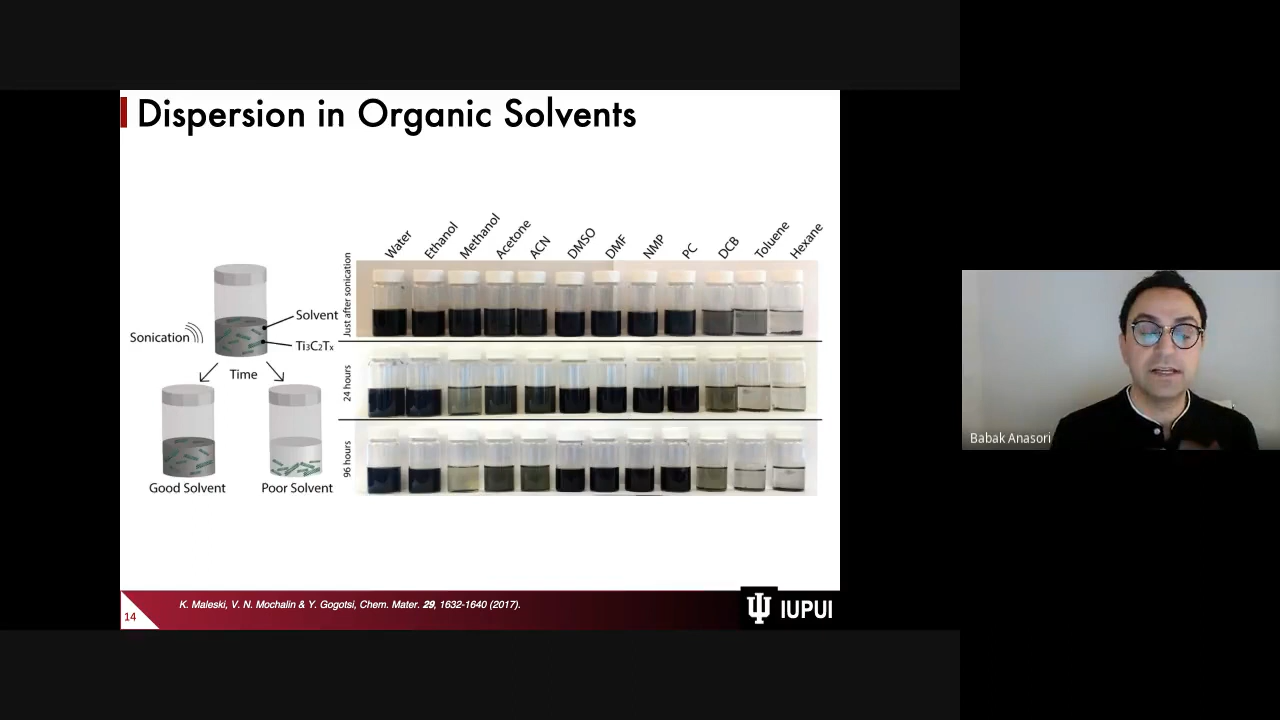 Dispersion in Organic Solvents
Water
Ethanol
Methanol
Acetone
ACN
DMSO
DMF
NMP
PC
DCB
Toluene
Hexane
Just after sonication
24 hours
96 hours
Sonication
Solvent
Ti₃C₂Tₓ
Time
Good Solvent
Poor Solvent
Babak Anasori
K. Maleski, V. N. Mochalin & Y. Gogotsi, Chem. Mater. 29, 1632-1640 (2017).
14
IUPUI